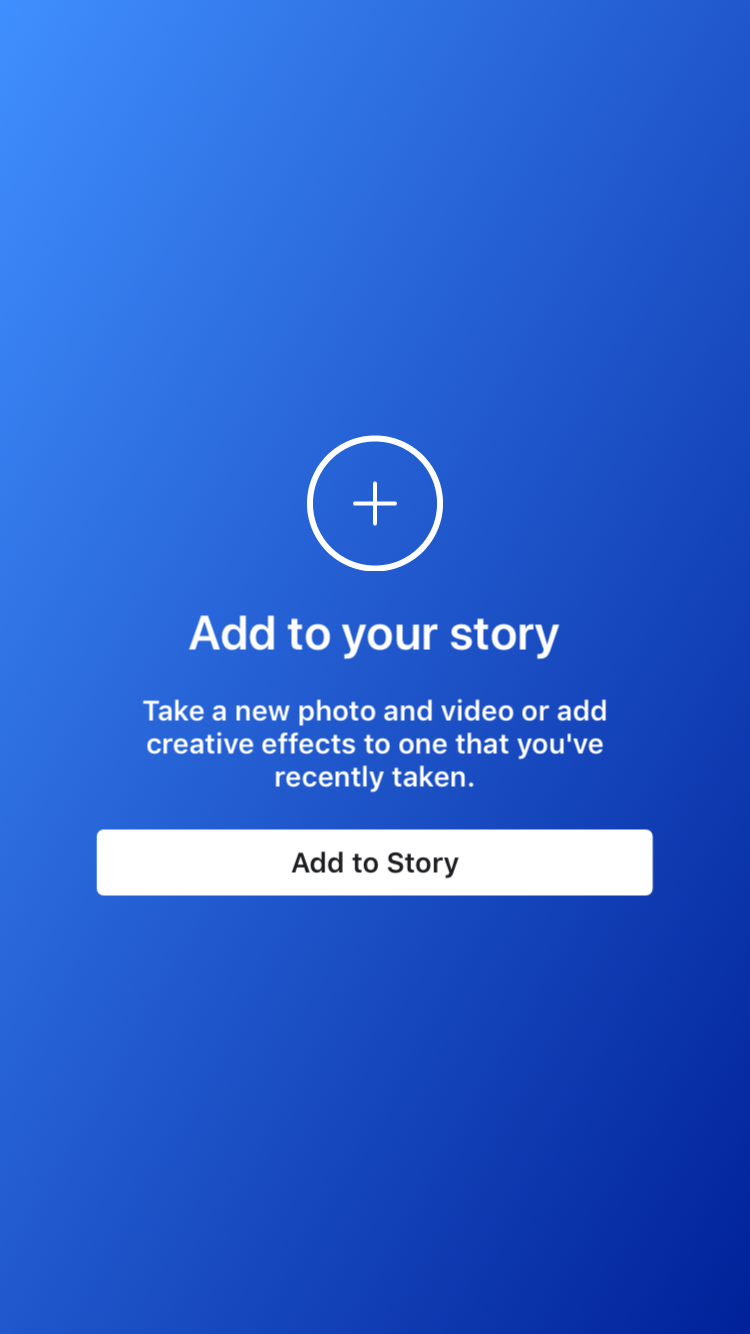 Add to your story
Take a new photo and video or add
creative effects to one that you've
recently taken.
Add to Story